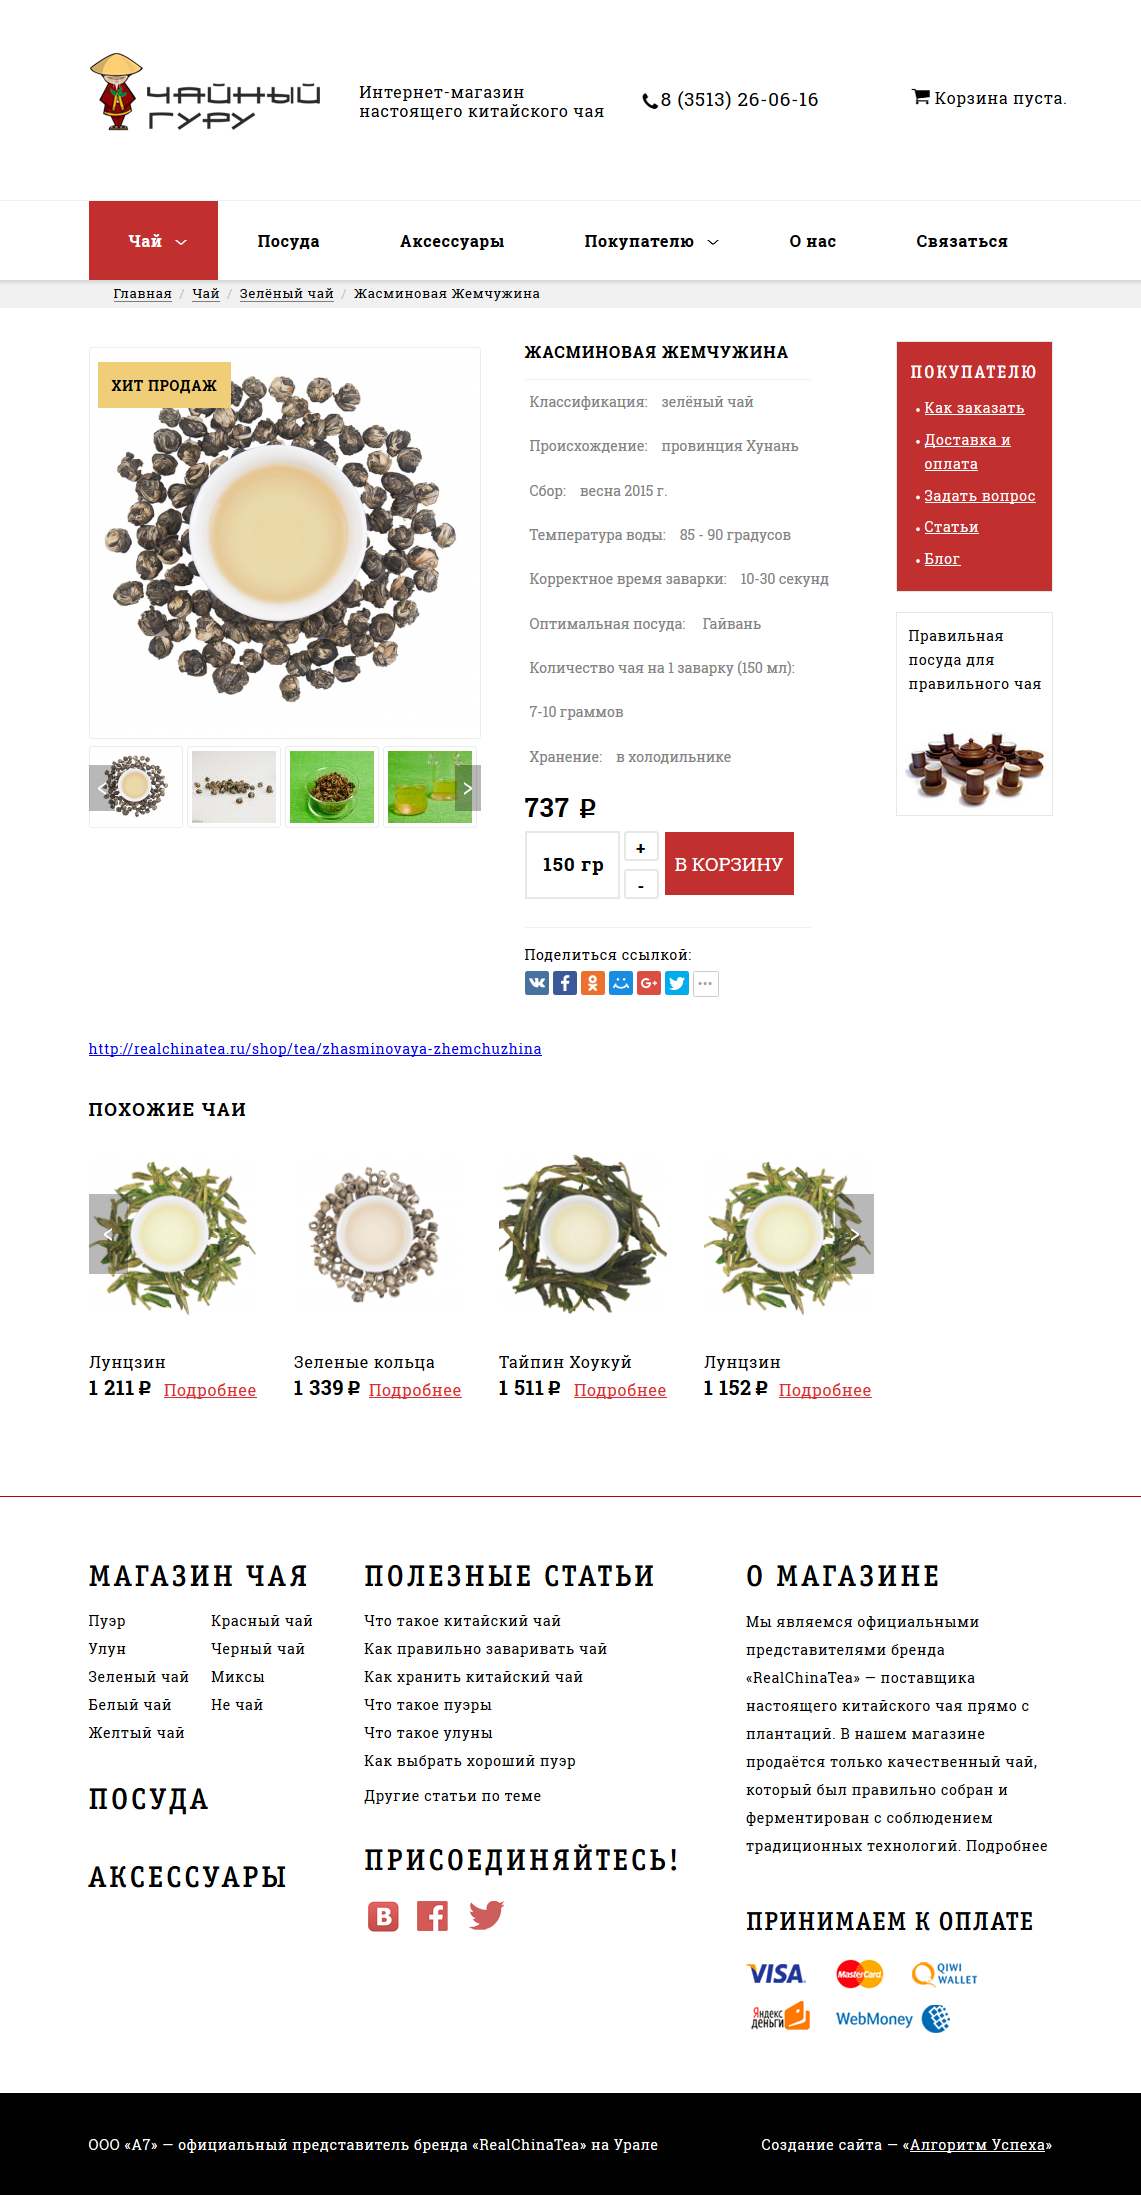 ЧАЙНЫЙ
ГУРУ
Интернет-магазин
настоящего китайского чая
8 (3513) 26-06-16
Корзина пуста.
Чай
Посуда
Аксессуары
Покупателю
О нас
Связаться
Главная / Чай / Зелёный чай / Жасминовая Жемчужина
ХИТ ПРОДАЖ
ЖАСМИНОВАЯ ЖЕМЧУЖИНА
Классификация: зелёный чай
Происхождение: провинция Хунань
Сбор: весна 2015 г.
Температура воды: 85 - 90 градусов
Корректное время заварки: 10-30 секунд
Оптимальная посуда: Гайвань
Количество чая на 1 заварку (150 мл):
7-10 граммов
Хранение: в холодильнике
737 ₽
150 гр
+
-
В КОРЗИНУ
Поделиться ссылкой:
ПОКУПАТЕЛЮ
• Как заказать
• Доставка и
оплата
• Задать вопрос
• Статьи
• Блог
Правильная
посуда для
правильного чая
http://realchinatea.ru/shop/tea/zhasminovaya-zhemchuzhina
ПОХОЖИЕ ЧАИ
Лунцзин
1 211 ₽ Подробнее
Зеленые кольца
1 339 ₽ Подробнее
Тайпин Хоукуй
1 511 ₽ Подробнее
Лунцзин
1 152 ₽ Подробнее
МАГАЗИН ЧАЯ
Пуэр
Улун
Зеленый чай
Белый чай
Желтый чай
Красный чай
Черный чай
Миксы
Не чай
ПОСУДА
АКСЕССУАРЫ
ПОЛЕЗНЫЕ СТАТЬИ
Что такое китайский чай
Как правильно заваривать чай
Как хранить китайский чай
Что такое пуэры
Что такое улуны
Как выбрать хороший пуэр
Другие статьи по теме
ПРИСОЕДИНЯЙТЕСЬ!
О МАГАЗИНЕ
Мы являемся официальными
представителями бренда
«RealChinaTea» — поставщика
настоящего китайского чая прямо с
плантаций. В нашем магазине
продаётся только качественный чай,
который был правильно собран и
ферментирован с соблюдением
традиционных технологий. Подробнее
ПРИНИМАЕМ К ОПЛАТЕ
VISA
MasterCard
QIWI
WALLET
Яндекс
деньги
WebMoney
ООО «А7» — официальный представитель бренда «RealChinaTea» на Урале
Создание сайта — «Алгоритм Успеха»